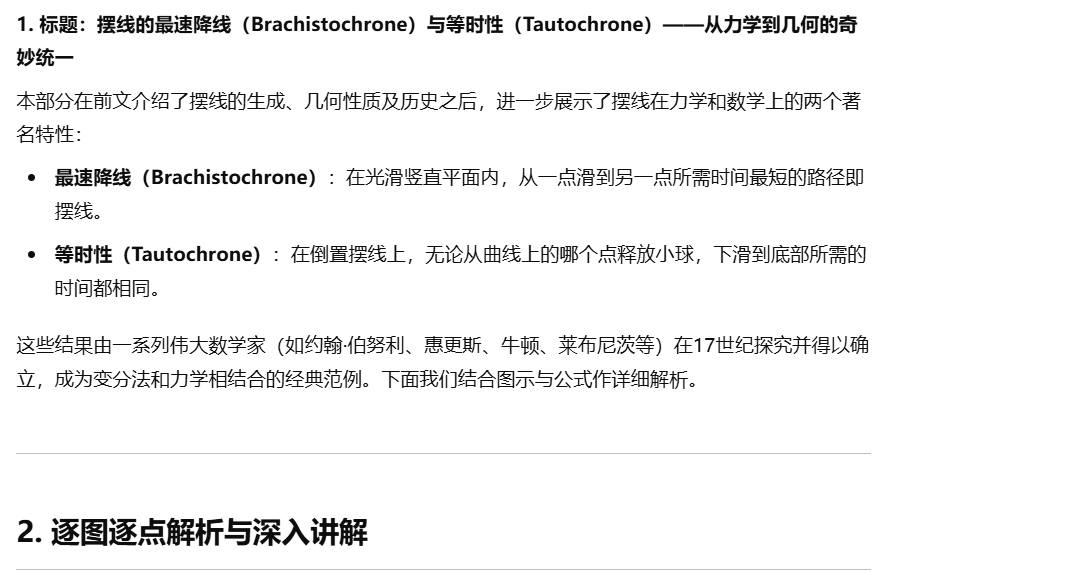 1. 标题：摆线的最速降线（Brachistochrone）与等时性（Tautochrone）——从力学到几何的奇
妙统一
本部分在前文介绍了摆线的生成、几何性质及历史之后，进一步展示了摆线在力学和数学上的两个著
名特性：
• 最速降线（Brachistochrone）：在光滑竖直平面内，从一点滑到另一点所需时间最短的路径即
摆线。
• 等时性（Tautochrone）：在倒置摆线上，无论从曲线上的哪个点释放小球，下滑到底部所需的
时间都相同。
这些结果由一系列伟大数学家（如约翰·伯努利、惠更斯、牛顿、莱布尼茨等）在17世纪探究并得以确
立，成为变分法和力学相结合的经典范例。下面我们结合图示与公式作详细解析。
2. 逐图逐点解析与深入讲解